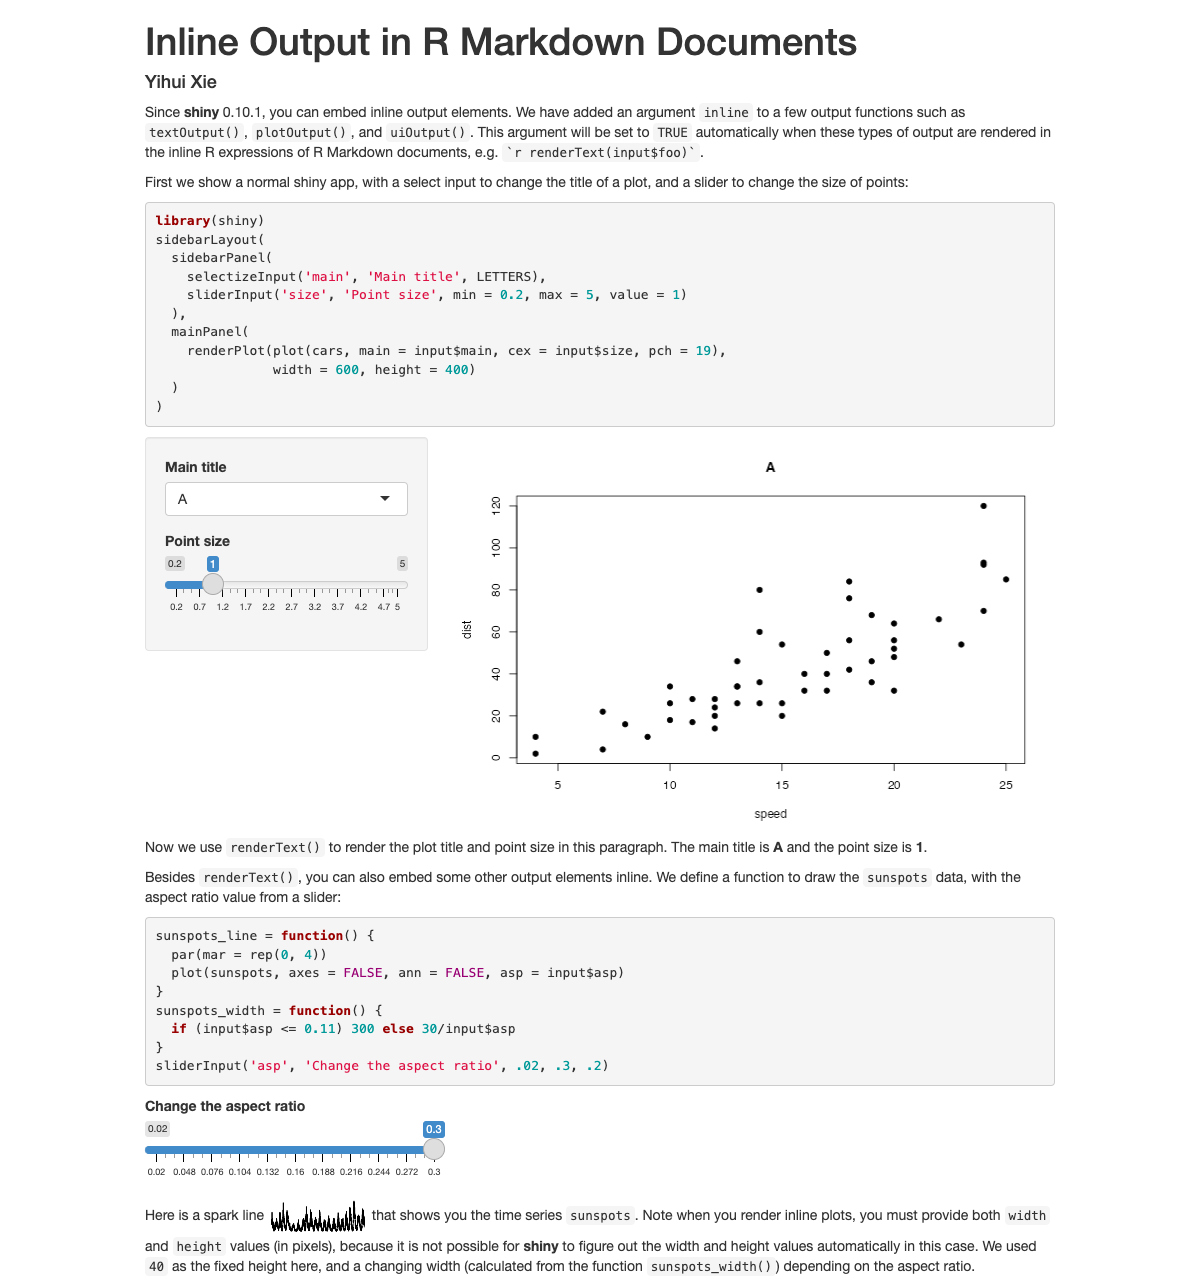 Inline Output in R Markdown Documents
Yihui Xie
Since shiny 0.10.1, you can embed inline output elements. We have added an argument inline to a few output functions such as
textOutput(), plotOutput(), and uiOutput(). This argument will be set to TRUE automatically when these types of output are rendered in
the inline R expressions of R Markdown documents, e.g. `r renderText(input$foo)`.
First we show a normal shiny app, with a select input to change the title of a plot, and a slider to change the size of points:
library(shiny)
sidebarLayout(
  sidebarPanel(
    selectizeInput('main', 'Main title', LETTERS),
    sliderInput('size', 'Point size', min = 0.2, max = 5, value = 1)
  ),
  mainPanel(
    renderPlot(plot(cars, main = input$main, cex = input$size, pch = 19),
               width = 600, height = 400)
  )
)
Main title
A
Point size
0.2 1 5
0.2 0.7 1.2 1.7 2.2 2.7 3.2 3.7 4.2 4.7 5
A
120
100
80
60
40
20
0
dist
5 10 15 20 25
speed
Now we use renderText() to render the plot title and point size in this paragraph. The main title is A and the point size is 1.
Besides renderText(), you can also embed some other output elements inline. We define a function to draw the sunspots data, with the
aspect ratio value from a slider:
sunspots_line = function() {
  par(mar = rep(0, 4))
  plot(sunspots, axes = FALSE, ann = FALSE, asp = input$asp)
}
sunspots_width = function() {
  if (input$asp <= 0.11) 300 else 30/input$asp
}
sliderInput('asp', 'Change the aspect ratio', .02, .3, .2)
Change the aspect ratio
0.02 0.3
0.02 0.048 0.076 0.104 0.132 0.16 0.188 0.216 0.244 0.272 0.3
Here is a spark line that shows you the time series sunspots. Note when you render inline plots, you must provide both width
and height values (in pixels), because it is not possible for shiny to figure out the width and height values automatically in this case. We used
40 as the fixed height here, and a changing width (calculated from the function sunspots_width()) depending on the aspect ratio.